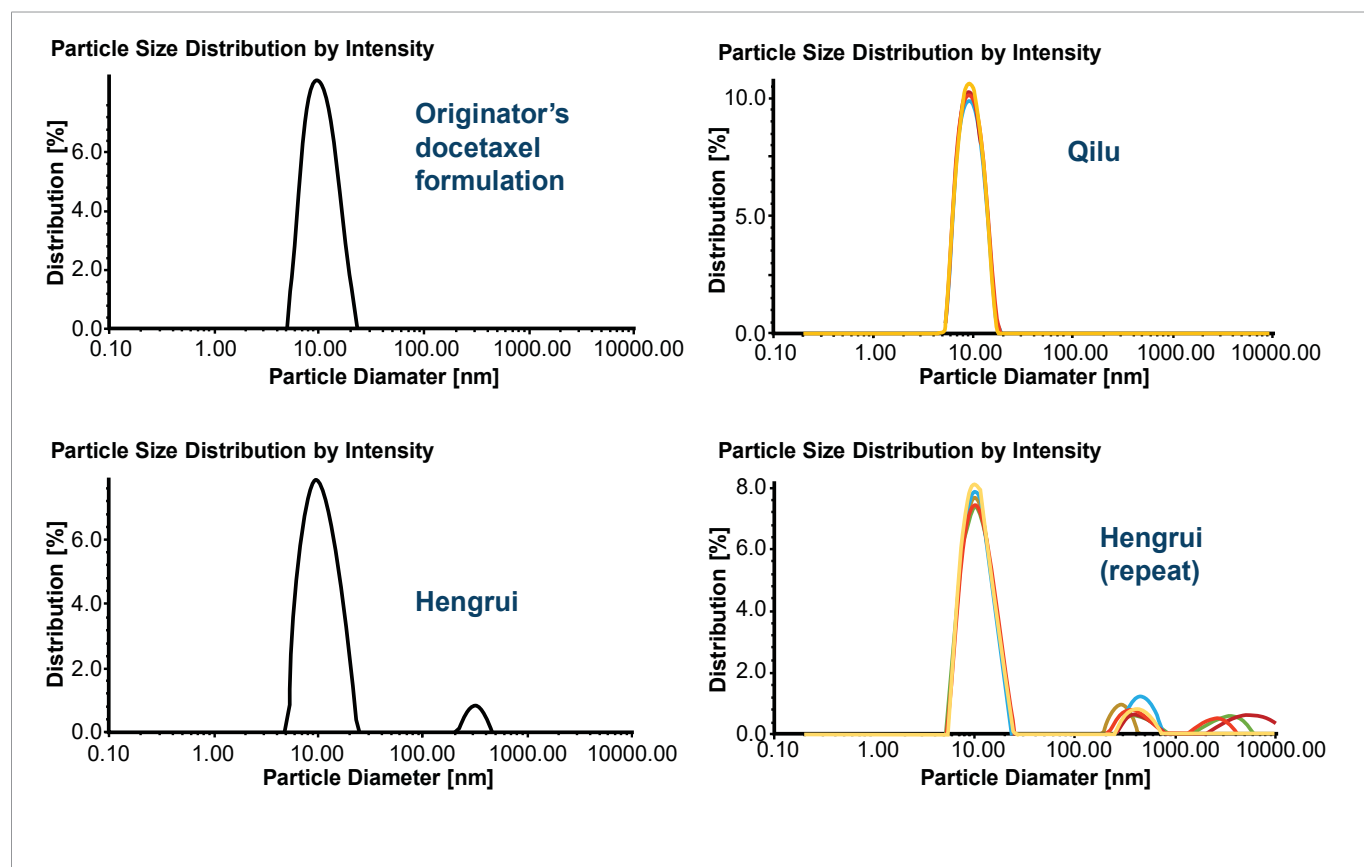 Particle Size Distribution by Intensity
Distribution [%]
6.0
4.0
2.0
0.0
0.10 1.00 10.00 100.00 1000.00 10000.00
Particle Diamater [nm]
Originator's
docetaxel
formulation
Particle Size Distribution by Intensity
Distribution [%]
10.0
5.0
0.0
0.10 1.00 10.00 100.00 1000.00 10000.00
Particle Diamater [nm]
Qilu
Particle Size Distribution by Intensity
Distribution [%]
6.0
4.0
2.0
0.0
0.10 1.00 10.00 100.00 1000.00 10000.00
Particle Diameter [nm]
Hengrui
Particle Size Distribution by Intensity
Distribution [%]
8.0
6.0
4.0
2.0
0.0
0.10 1.00 10.00 100.00 1000.00 10000.00
Particle Diamater [nm]
Hengrui
(repeat)